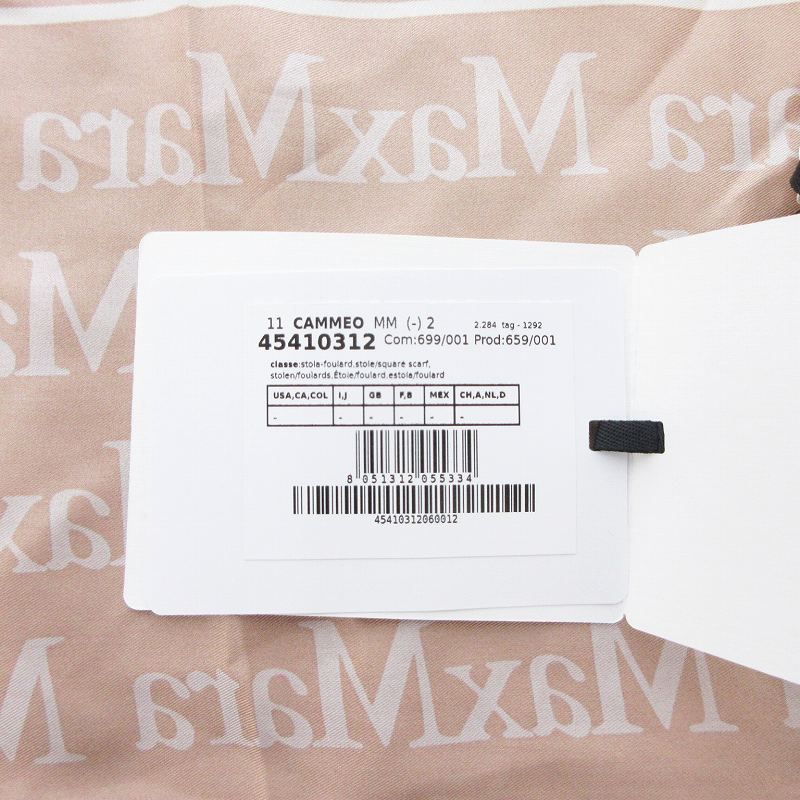 MaxMara MaxMara
11 CAMMEO MM (-) 2 2.284 tag - 1292
45410312 Com:699/001 Prod:659/001
classe:stola-foulard,stole/square scarf,
stolen/foulards,Étoie/foulard.estola/foulard
USA,CA,COL I,J GB F,B MEX CH,A,NL,D
- - - - - -
8 051312 055334
45410312060012
MaxMara MaxMara